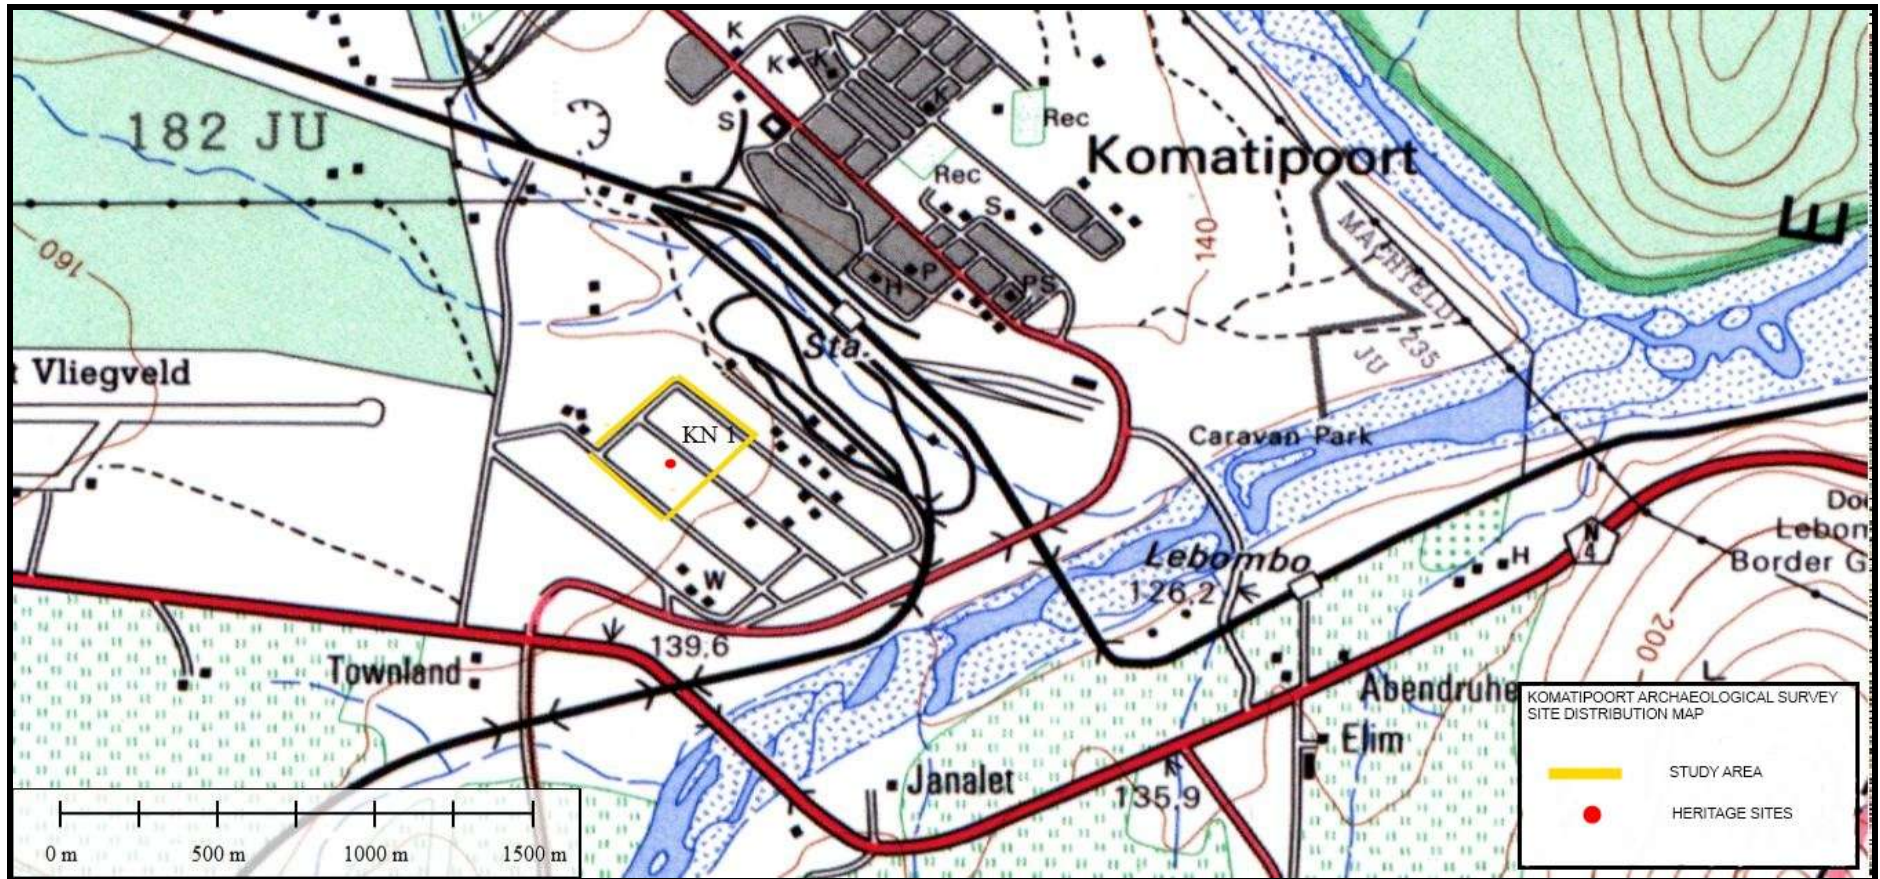 K
K
K
182 JU
S
Rec
Komatipoort
Rec
S
MACHTELD
E
160
P
H
PS
140
235
JU
Sta.
Vliegveld
KN 1
Caravan Park
Lebon
Border G
N
4
H
Lebombo
126.2
W
139.6
200
Townland
Abendruhe
Elim
Janalet
135.9
KOMATIPOORT ARCHAEOLOGICAL SURVEY
SITE DISTRIBUTION MAP
STUDY AREA
HERITAGE SITES
0 m
500 m
1000 m
1500 m